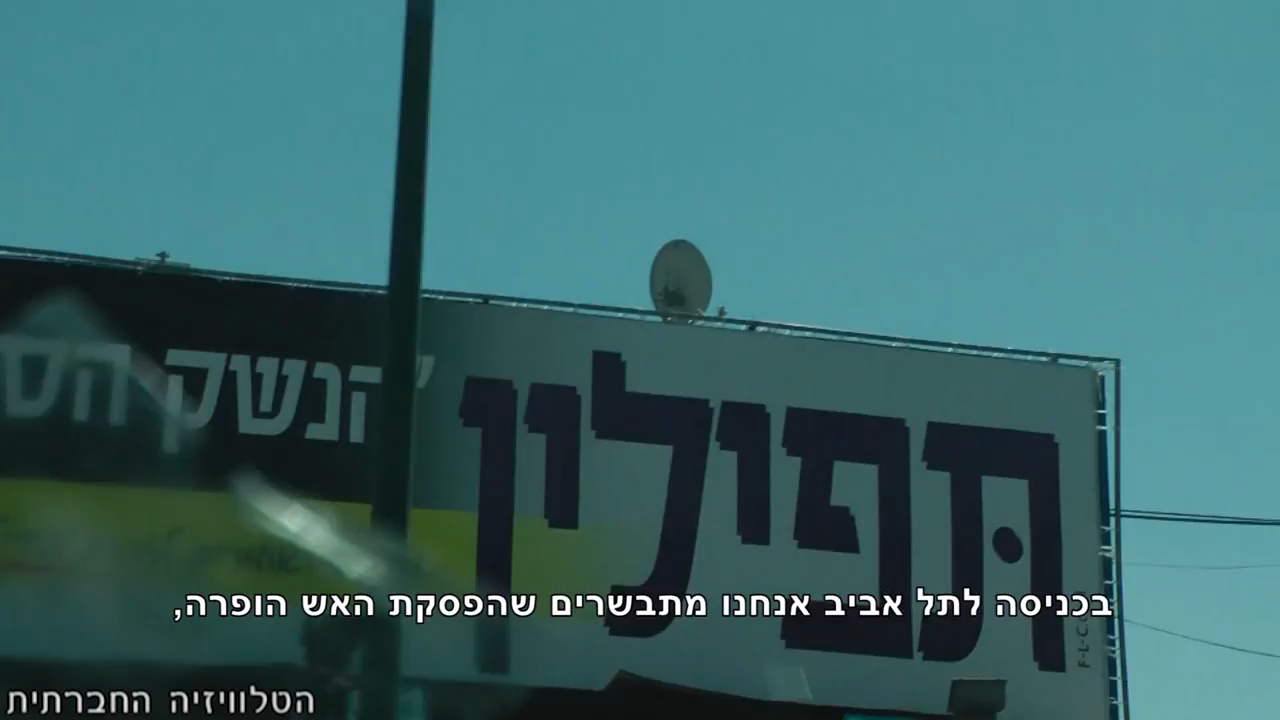 תפילין
הנשק הס
בכניסה לתל אביב אנחנו מתבשרים שהפסקת האש הופרה,
הטלוויזיה החברתית